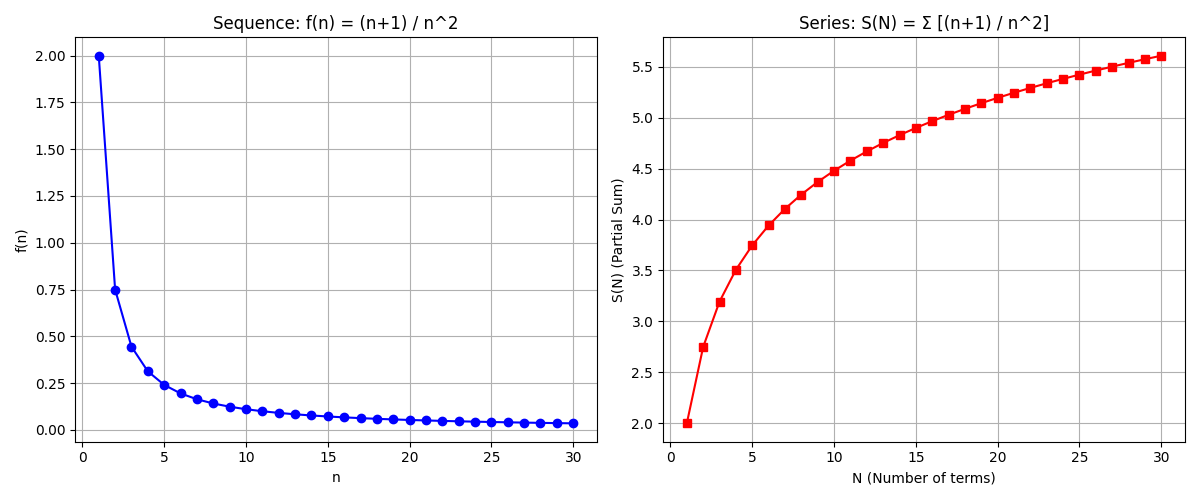 Sequence: f(n) = (n+1) / n^2
f(n)
2.00
1.75
1.50
1.25
1.00
0.75
0.50
0.25
0.00
0 5 10 15 20 25 30
n
Series: S(N) = Σ [(n+1) / n^2]
S(N) (Partial Sum)
5.5
5.0
4.5
4.0
3.5
3.0
2.5
2.0
0 5 10 15 20 25 30
N (Number of terms)